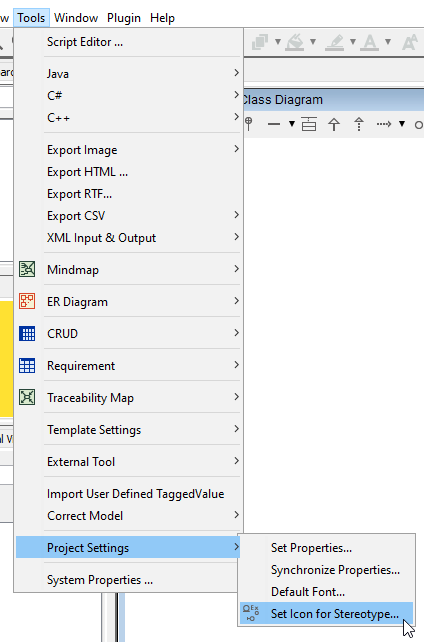 w Tools Window Plugin Help
Script Editor ...
Java
C#
Class Diagram
C++
Export Image
Export HTML ...
Export RTF...
Export CSV
XML Input & Output
Mindmap
ER Diagram
CRUD
Requirement
Traceability Map
Template Settings
External Tool
Import User Defined TaggedValue
Correct Model
Project Settings
Set Properties...
Synchronize Properties...
System Properties ...
Default Font...
Set Icon for Stereotype...